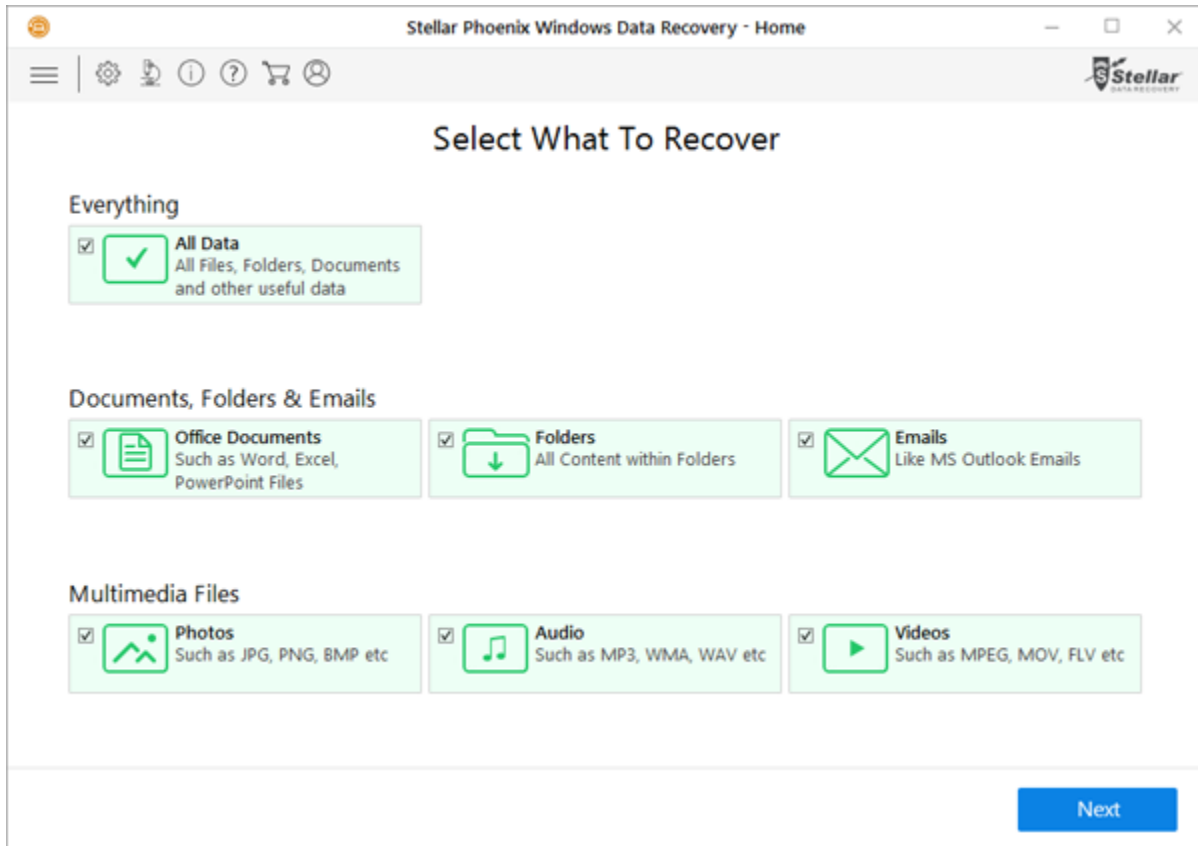 Stellar Phoenix Windows Data Recovery - Home
Stellar
DATA RECOVERY
Select What To Recover
Everything
All Data
All Files, Folders, Documents
and other useful data
Documents, Folders & Emails
Office Documents
Such as Word, Excel,
PowerPoint Files
Folders
All Content within Folders
Emails
Like MS Outlook Emails
Multimedia Files
Photos
Such as JPG, PNG, BMP etc
Audio
Such as MP3, WMA, WAV etc
Videos
Such as MPEG, MOV, FLV etc
Next